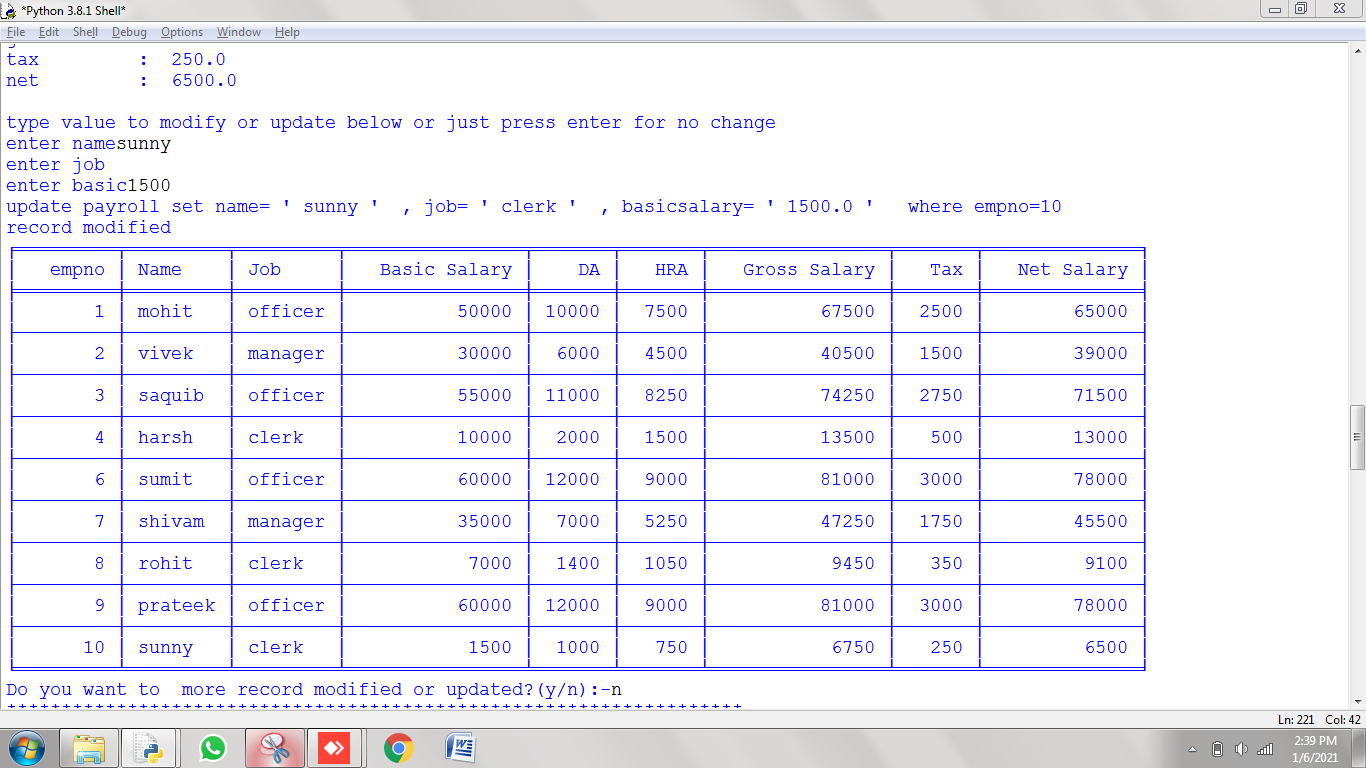 *Python 3.8.1 Shell*
File Edit Shell Debug Options Window Help
tax : 250.0
net : 6500.0
type value to modify or update below or just press enter for no change
enter namesunny
enter job
enter basic1500
update payroll set name= ' sunny ' , job= ' clerk ' , basicsalary= ' 1500.0 ' where empno=10
record modified
empno Name Job Basic Salary DA HRA Gross Salary Tax Net Salary
1 mohit officer 50000 10000 7500 67500 2500 65000
2 vivek manager 30000 6000 4500 40500 1500 39000
3 saquib officer 55000 11000 8250 74250 2750 71500
4 harsh clerk 10000 2000 1500 13500 500 13000
6 sumit officer 60000 12000 9000 81000 3000 78000
7 shivam manager 35000 7000 5250 47250 1750 45500
8 rohit clerk 7000 1400 1050 9450 350 9100
9 prateek officer 60000 12000 9000 81000 3000 78000
10 sunny clerk 1500 1000 750 6750 250 6500
Do you want to  more record modified or updated?(y/n):-n
Ln: 221 Col: 42
2:39 PM
1/6/2021